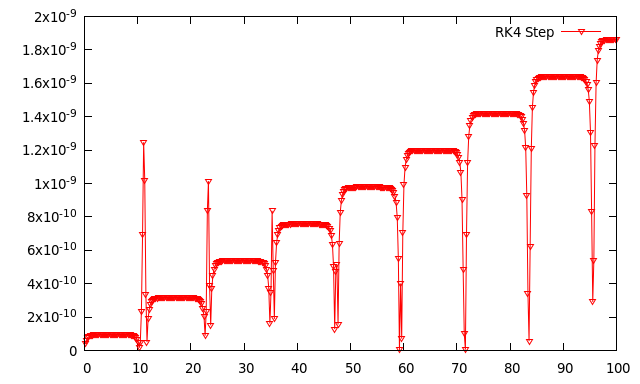 2x10⁻⁹
RK4 Step
1.8x10⁻⁹
1.6x10⁻⁹
1.4x10⁻⁹
1.2x10⁻⁹
1x10⁻⁹
8x10⁻¹⁰
6x10⁻¹⁰
4x10⁻¹⁰
2x10⁻¹⁰
0
0 10 20 30 40 50 60 70 80 90 100